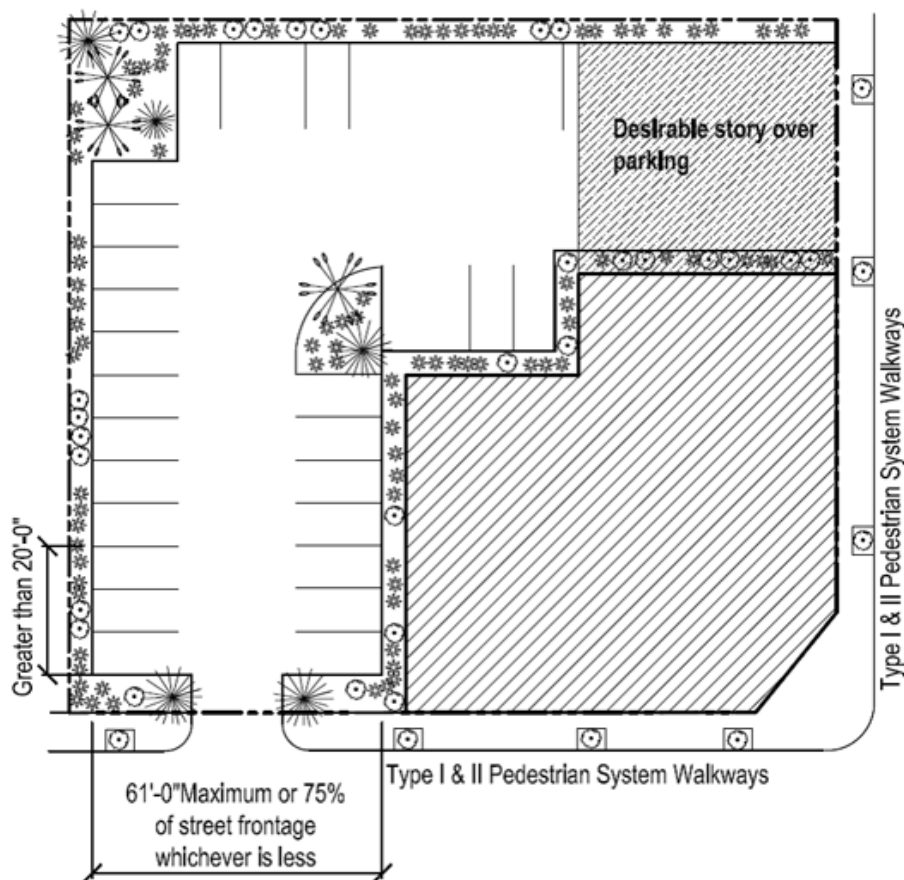 Desirable story over
parking
Type I & II Pedestrian System Walkways
Greater than 20'-0"
Type I & II Pedestrian System Walkways
61'-0"Maximum or 75%
of street frontage
whichever is less